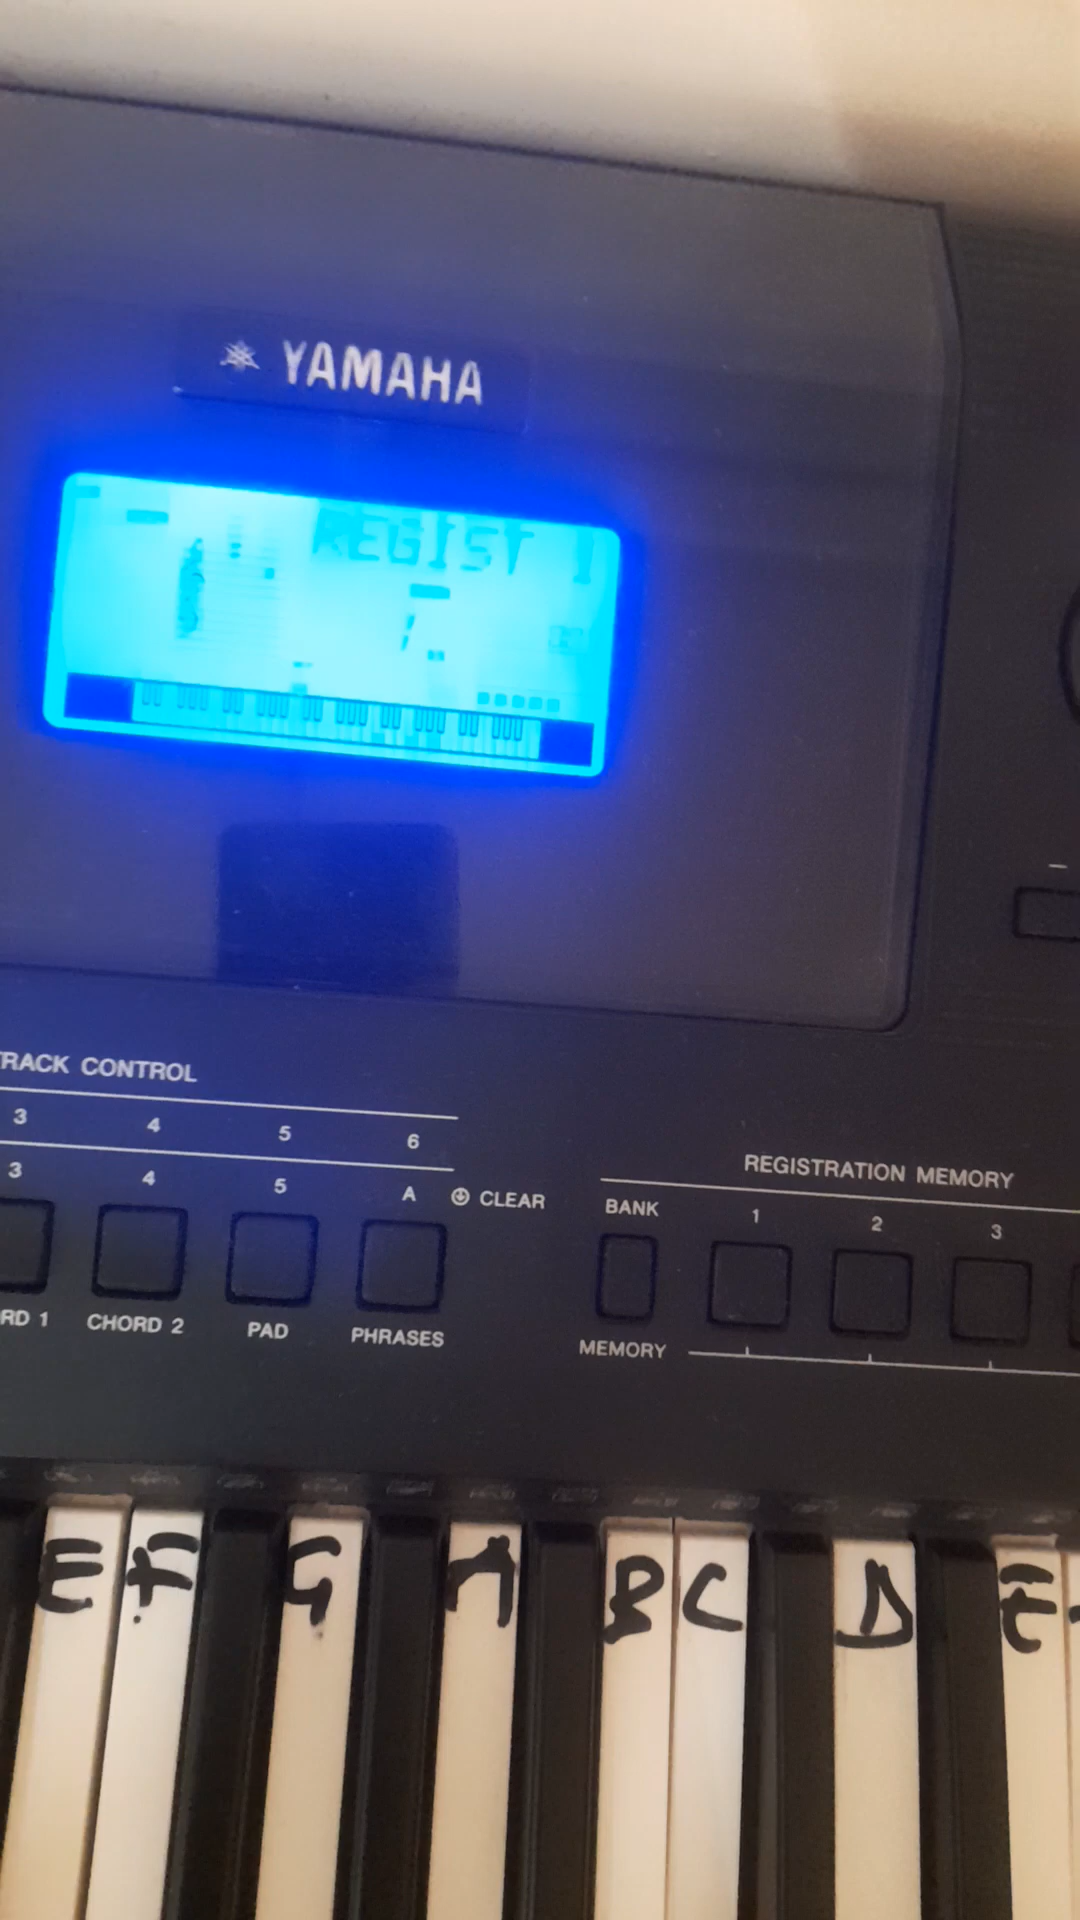 YAMAHA
REGIST 1
1
TRACK CONTROL
3 4 5 6
3 4 5 A CLEAR
CHORD 2 PAD PHRASES
REGISTRATION MEMORY
BANK 1 2 3
MEMORY
E F G A B C D E